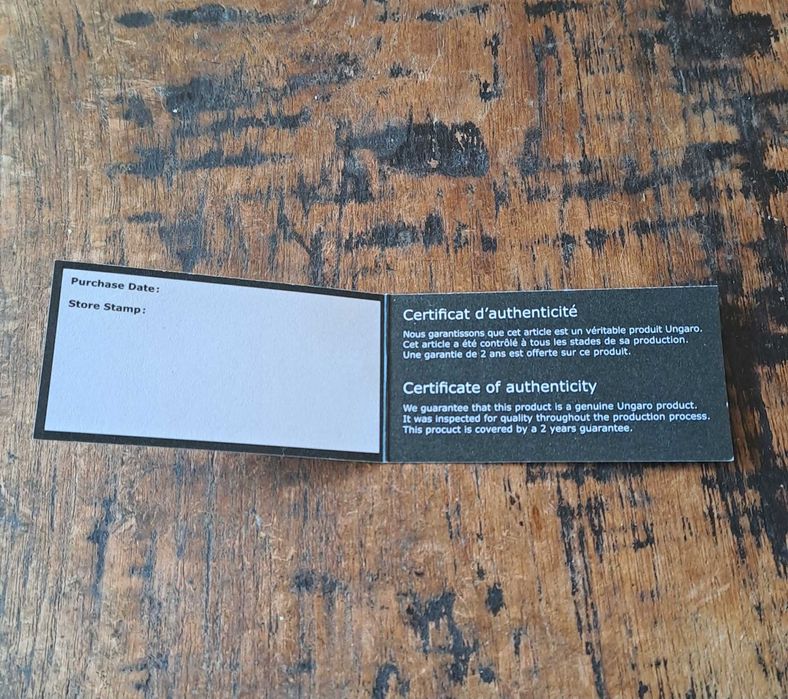 Purchase Date:
Store Stamp:
Certificat d'authenticité
Nous garantissons que cet article est un véritable produit Ungaro.
Cet article a été contrôlé à tous les stades de sa production.
Une garantie de 2 ans est offerte sur ce produit.
Certificate of authenticity
We guarantee that this product is a genuine Ungaro product.
It was inspected for quality throughout the production process.
This procuct is covered by a 2 years guarantee.